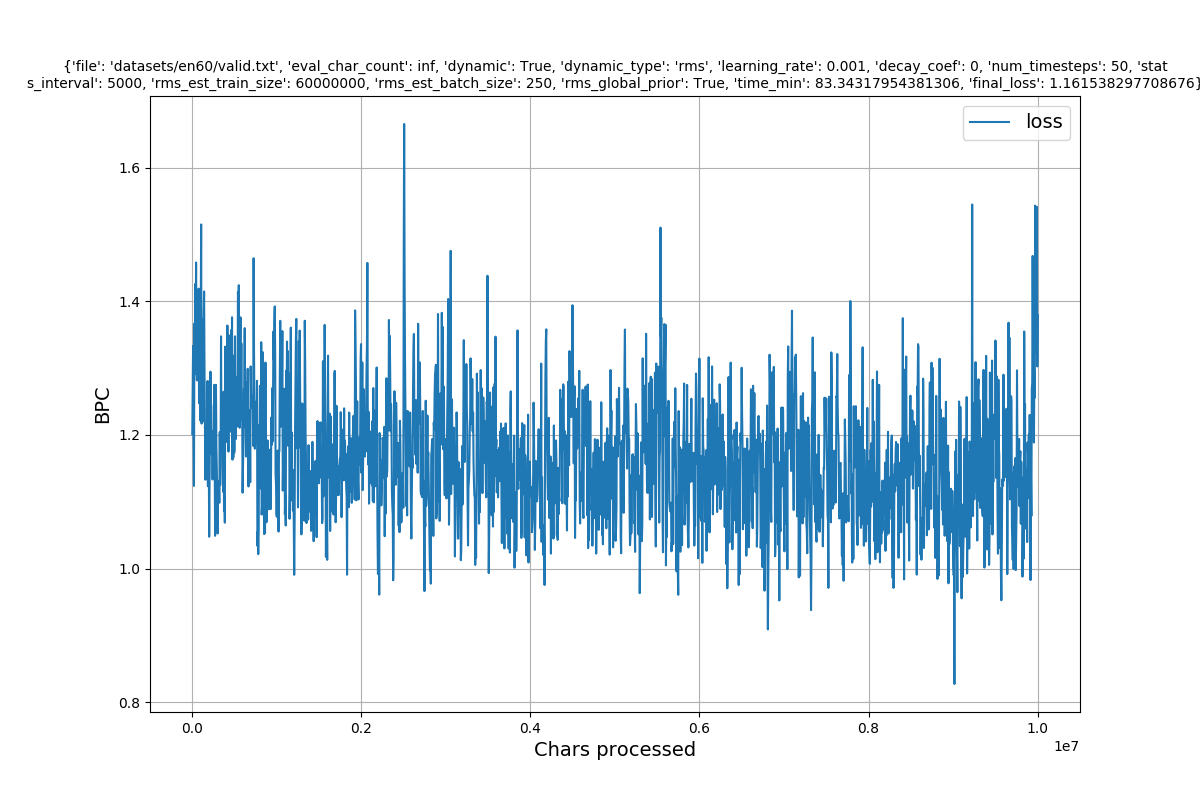 {'file': 'datasets/en60/valid.txt', 'eval_char_count': inf, 'dynamic': True, 'dynamic_type': 'rms', 'learning_rate': 0.001, 'decay_coef': 0, 'num_timesteps': 50, 'stat
s_interval': 5000, 'rms_est_train_size': 60000000, 'rms_est_batch_size': 250, 'rms_global_prior': True, 'time_min': 83.34317954381306, 'final_loss': 1.161538297708676}
loss
1.6
1.4
1.2
1.0
0.8
BPC
0.0 0.2 0.4 0.6 0.8 1.0
1e7
Chars processed